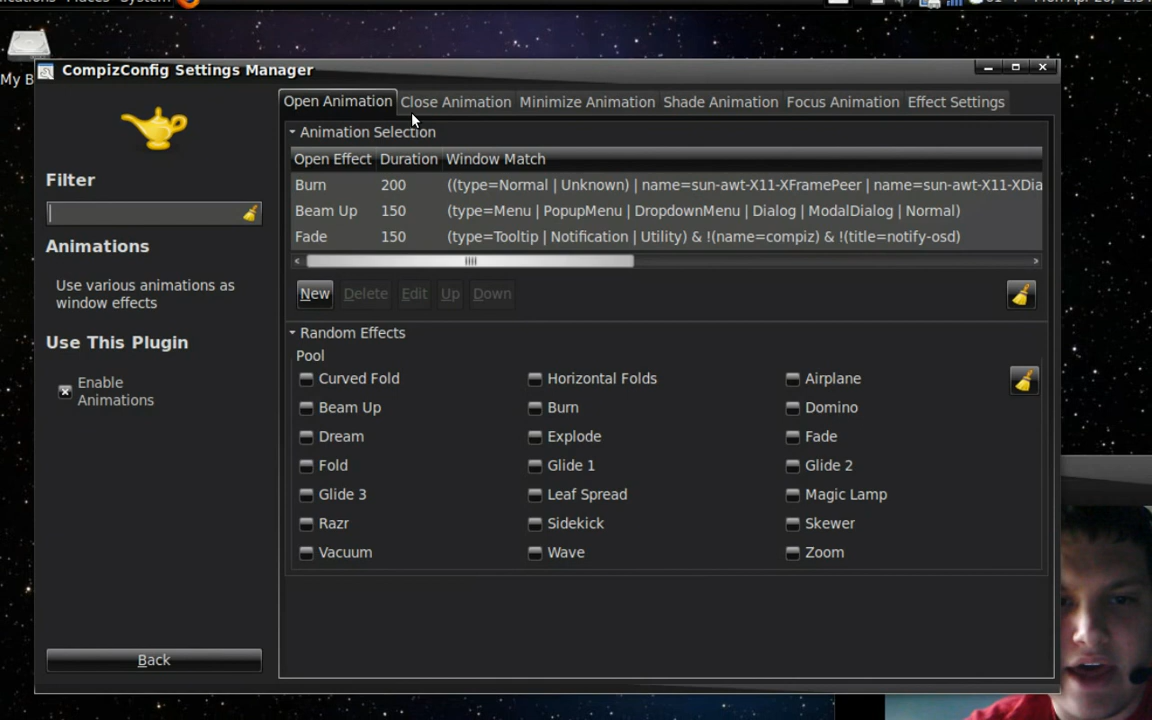 CompizConfig Settings Manager
My B
Filter
Animations
Use various animations as
window effects
Use This Plugin
Enable
Animations
Back
Open Animation Close Animation Minimize Animation Shade Animation Focus Animation Effect Settings
Animation Selection
Open Effect Duration Window Match
Burn 200 ((type=Normal | Unknown) | name=sun-awt-X11-XFramePeer | name=sun-awt-X11-XDia
Beam Up 150 (type=Menu | PopupMenu | DropdownMenu | Dialog | ModalDialog | Normal)
Fade 150 (type=Tooltip | Notification | Utility) & !(name=compiz) & !(title=notify-osd)
New Delete Edit Up Down
Random Effects
Pool
Curved Fold Horizontal Folds Airplane
Beam Up Burn Domino
Dream Explode Fade
Fold Glide 1 Glide 2
Glide 3 Leaf Spread Magic Lamp
Razr Sidekick Skewer
Vacuum Wave Zoom